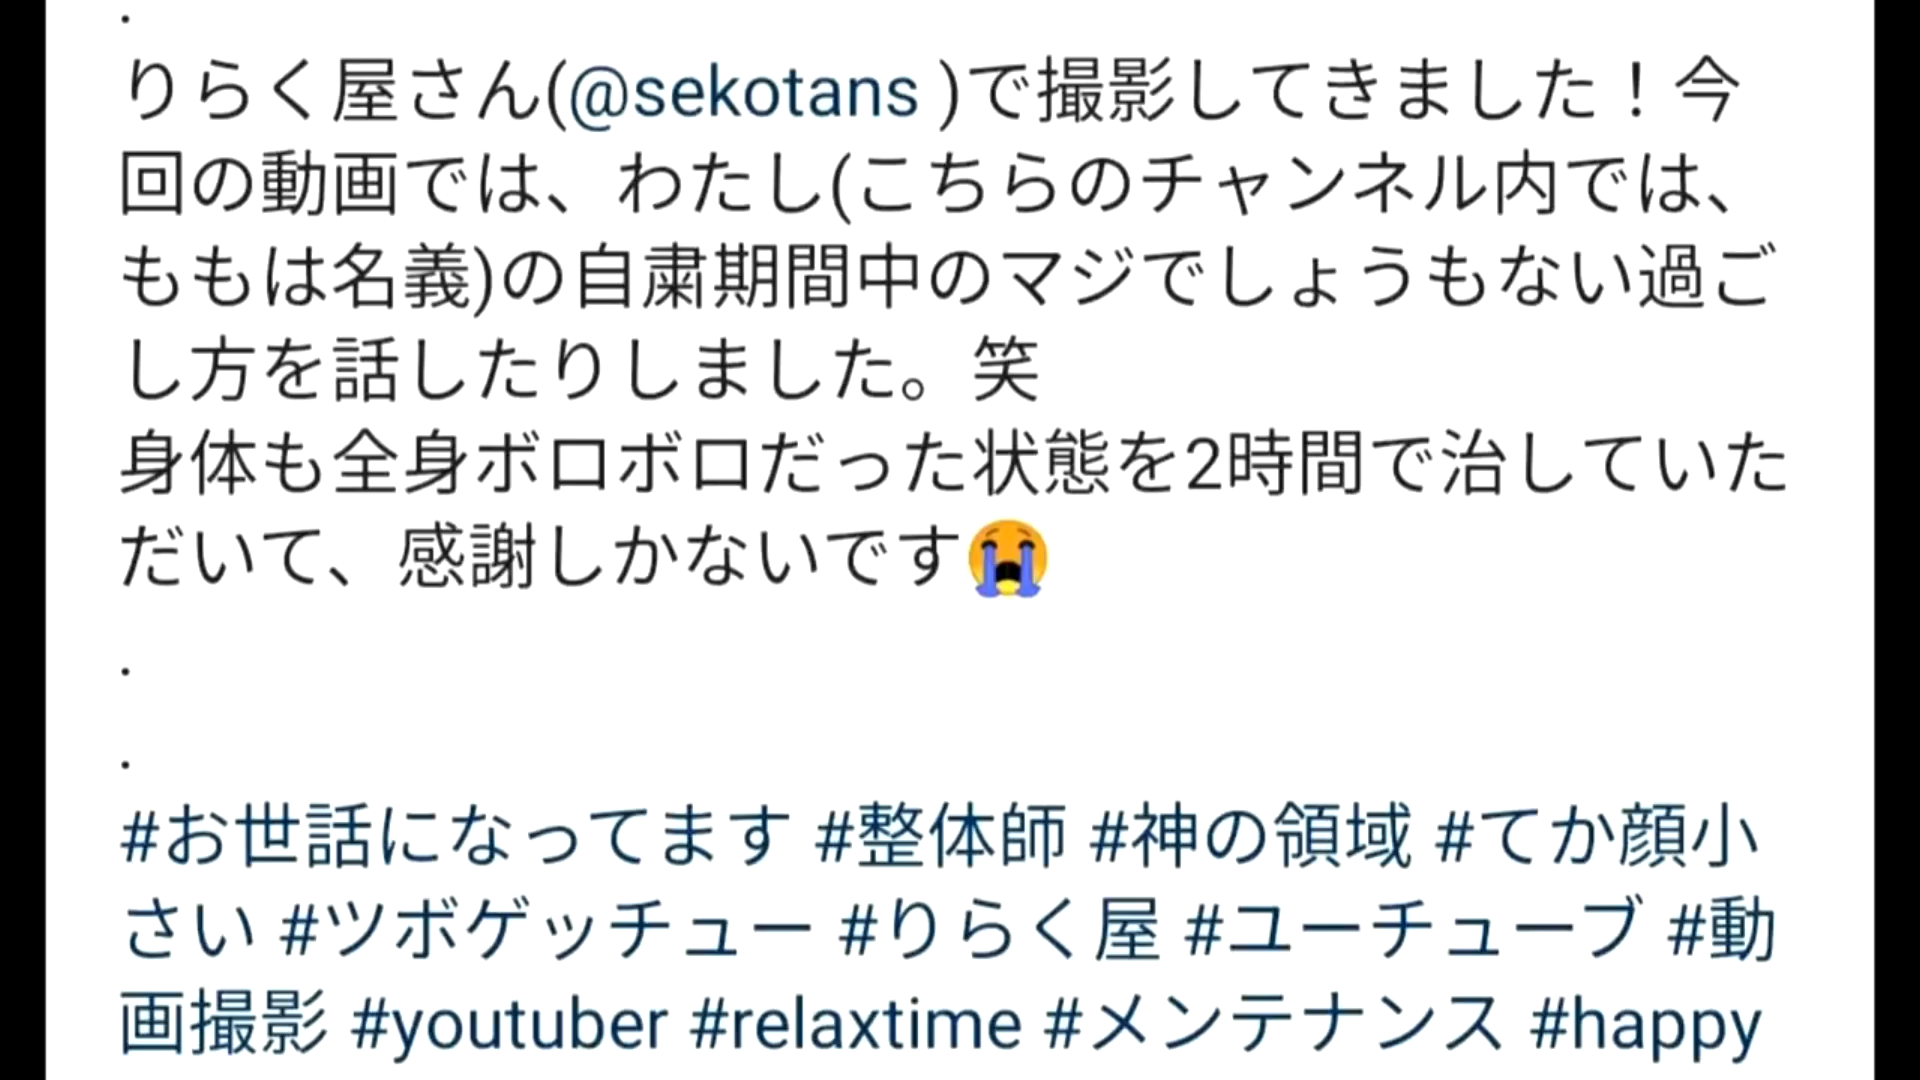 .
りらく屋さん(@sekotans )で撮影してきました！今
回の動画では、わたし(こちらのチャンネル内では、
ももは名義)の自粛期間中のマジでしょうもない過ご
し方を話したりしました。笑
身体も全身ボロボロだった状態を2時間で治していた
だいて、感謝しかないです😭
.
.
#お世話になってます #整体師 #神の領域 #てか顔小
さい #ツボゲッチュー #りらく屋 #ユーチューブ #動
画撮影 #youtuber #relaxtime #メンテナンス #happy